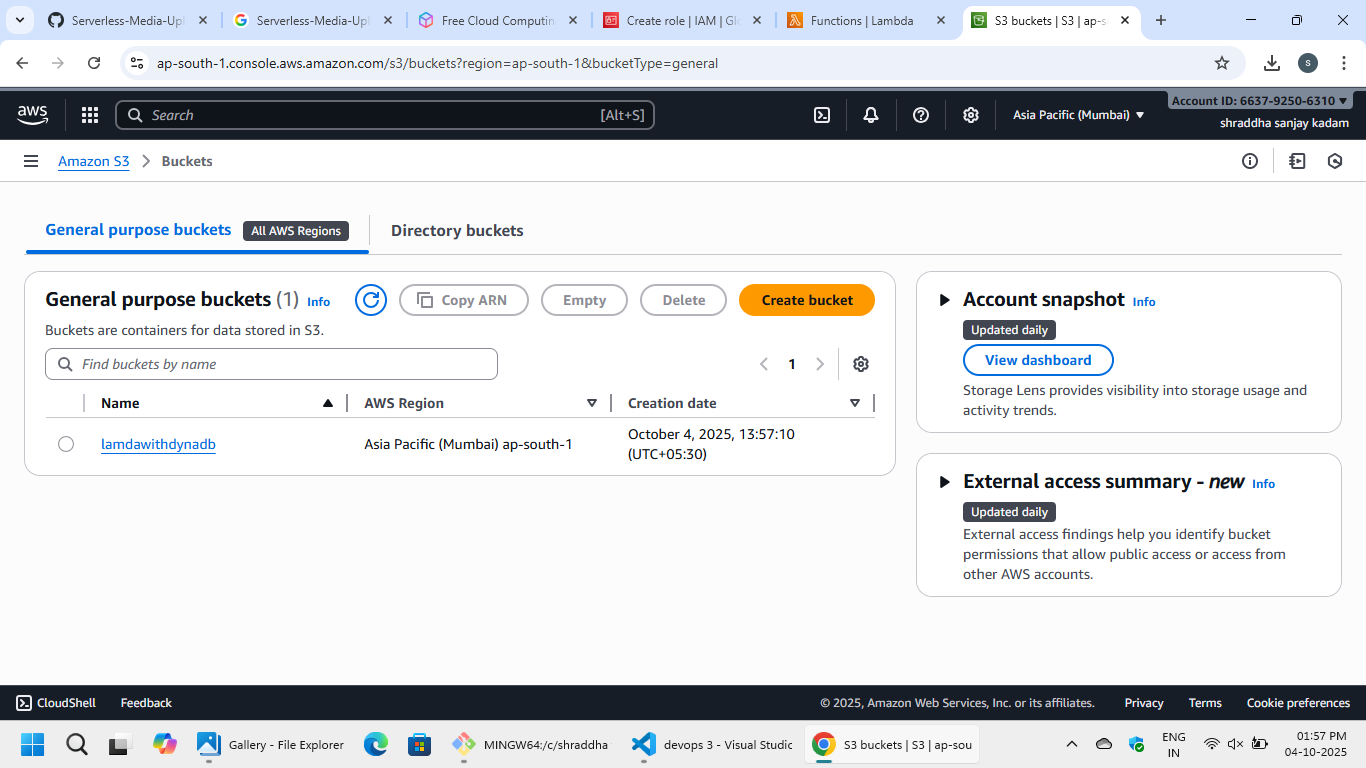 Serverless-Media-Upl
Serverless-Media-Upl
Free Cloud Computin
Create role | IAM | Glo
Functions | Lambda
S3 buckets | S3 | ap-s
ap-south-1.console.aws.amazon.com/s3/buckets?region=ap-south-1&bucketType=general
S
aws
Search
[Alt+S]
Asia Pacific (Mumbai)
Account ID: 6637-9250-6310
shraddha sanjay kadam
Amazon S3
Buckets
General purpose buckets
All AWS Regions
Directory buckets
General purpose buckets (1) Info
Copy ARN
Empty
Delete
Create bucket
Buckets are containers for data stored in S3.
Find buckets by name
1
Name
AWS Region
Creation date
lamdawithdynadb
Asia Pacific (Mumbai) ap-south-1
October 4, 2025, 13:57:10
(UTC+05:30)
Account snapshot Info
Updated daily
View dashboard
Storage Lens provides visibility into storage usage and
activity trends.
External access summary - new Info
Updated daily
External access findings help you identify bucket
permissions that allow public access or access from
other AWS accounts.
CloudShell
Feedback
© 2025, Amazon Web Services, Inc. or its affiliates.
Privacy
Terms
Cookie preferences
Gallery - File Explorer
MINGW64:/c/shraddha
devops 3 - Visual Studic
S3 buckets | S3 | ap-sou
ENG
IN
01:57 PM
04-10-2025